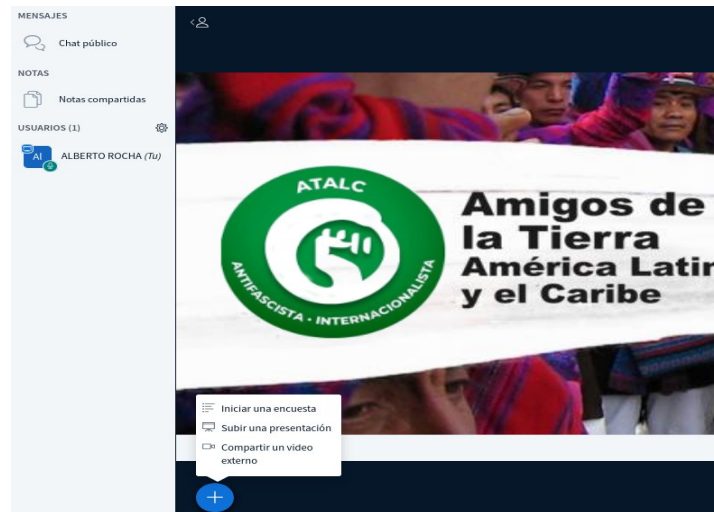 MENSAJES
Chat público
NOTAS
Notas compartidas
USUARIOS (1)
AI
ALBERTO ROCHA (Tu)
ATALC
ANTIFASCISTA • INTERNACIONALISTA
Amigos de
la Tierra
América Latin
y el Caribe
Iniciar una encuesta
Subir una presentación
Compartir un video
externo